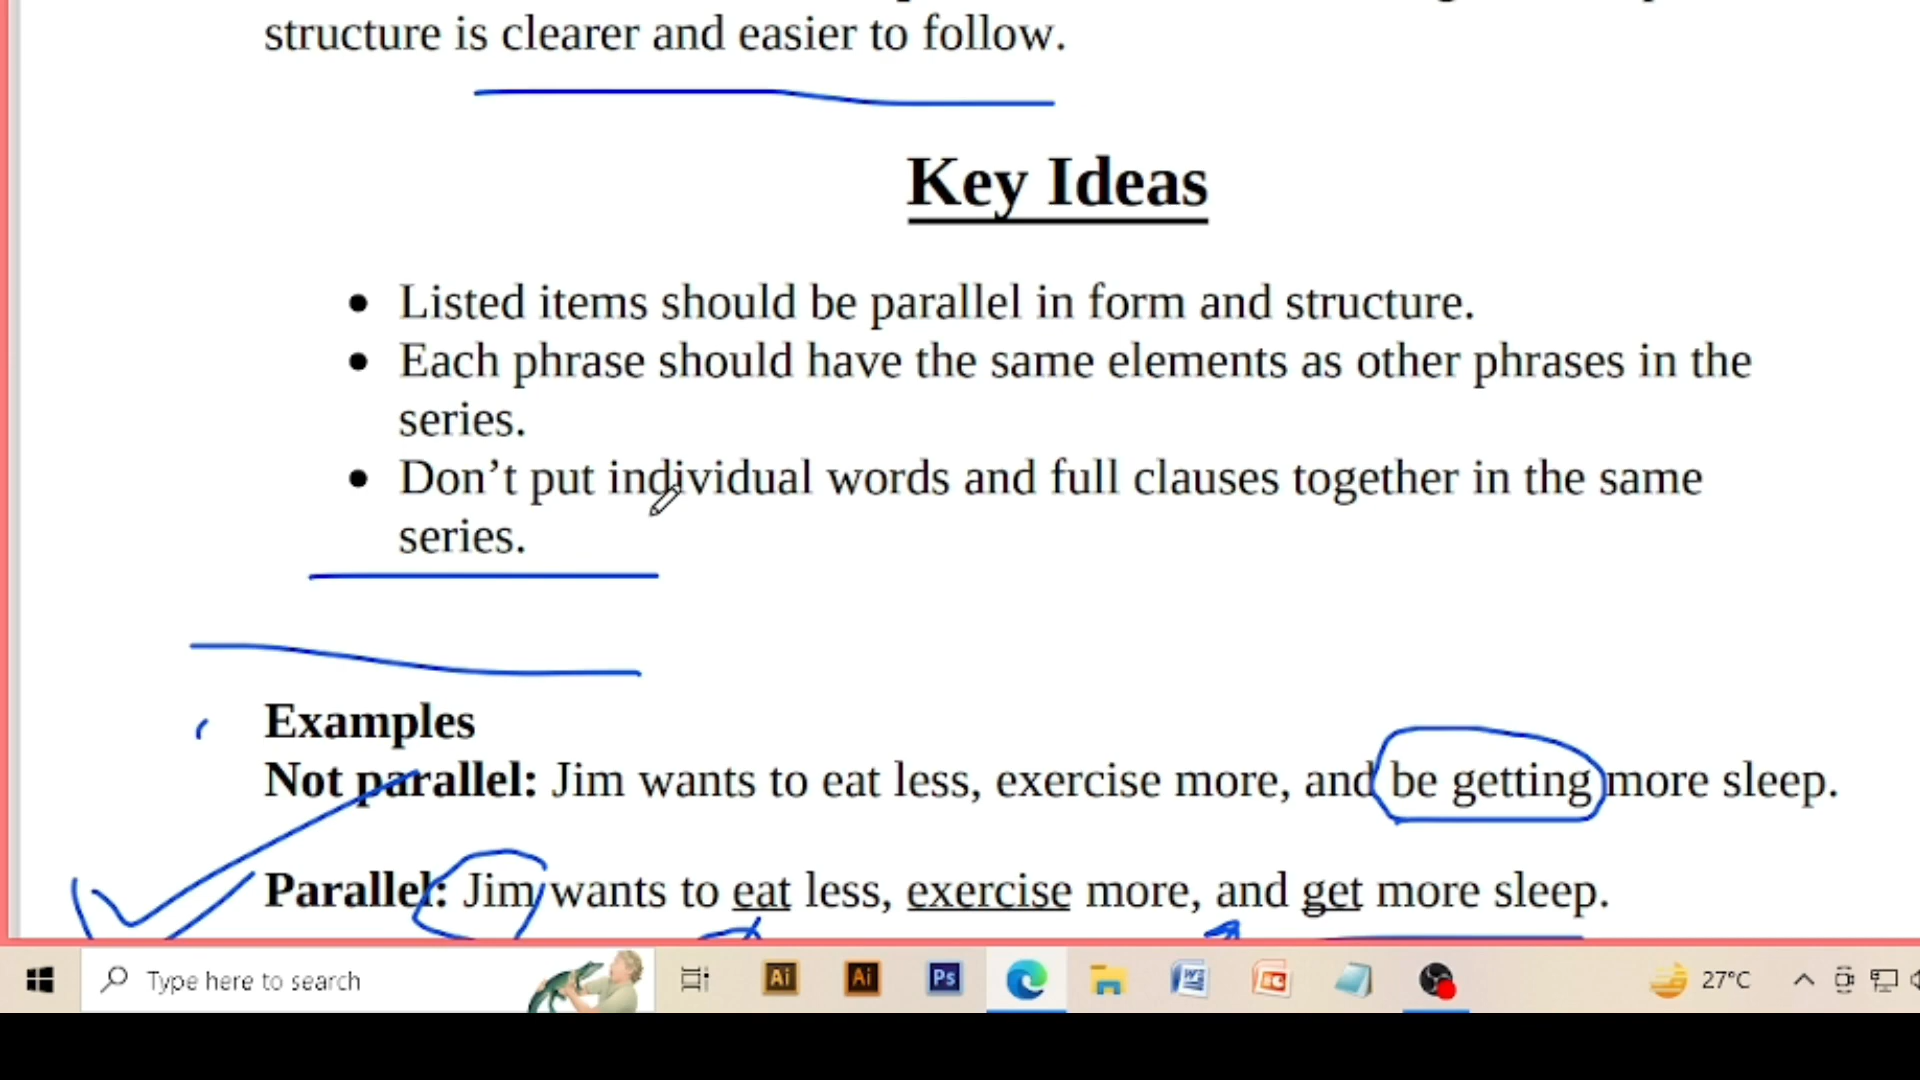 structure is clearer and easier to follow.
Key Ideas
• Listed items should be parallel in form and structure.
• Each phrase should have the same elements as other phrases in the
series.
• Don’t put individual words and full clauses together in the same
series.
Examples
Not parallel: Jim wants to eat less, exercise more, and be getting more sleep.
Parallel: Jim wants to eat less, exercise more, and get more sleep.
Type here to search
Ai
Ai
Ps
27°C